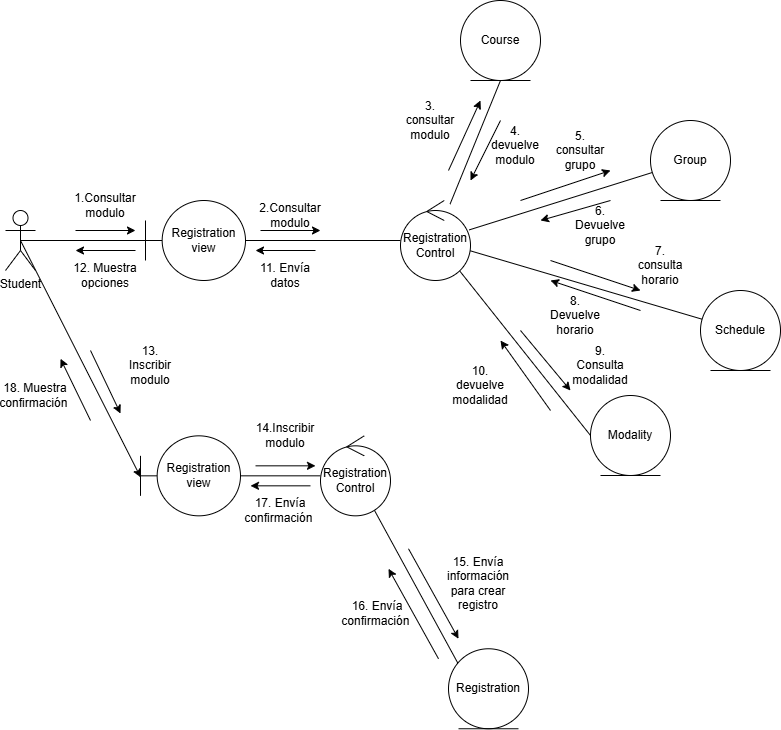 Course
3.
consultar
modulo
4.
devuelve
modulo
5.
consultar
grupo
Group
6.
Devuelve
grupo
1.Consultar
modulo
Registration
view
2.Consultar
modulo
Registration
Control
12. Muestra
opciones
11. Envía
datos
Student
7.
consulta
horario
8.
Devuelve
horario
Schedule
9.
Consulta
modalidad
10.
devuelve
modalidad
Modality
13.
Inscribir
modulo
18. Muestra
confirmación
14.Inscribir
modulo
Registration
view
Registration
Control
17. Envía
confirmación
15. Envía
información
para crear
registro
16. Envía
confirmación
Registration